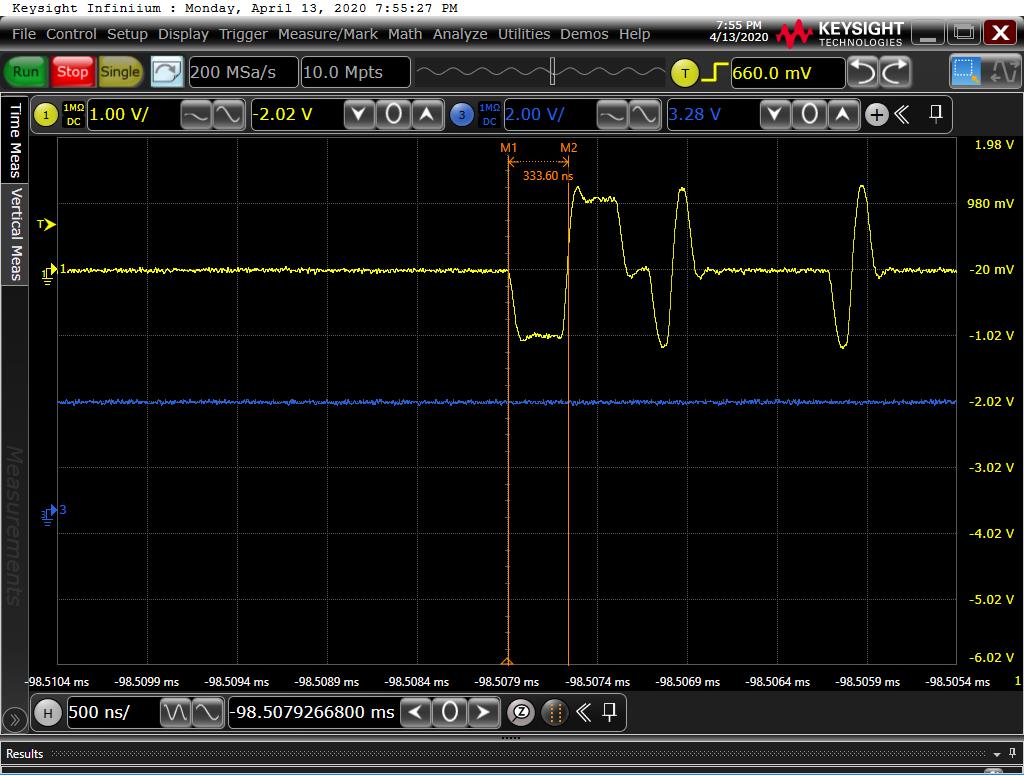 Keysight Infiniium : Monday, April 13, 2020 7:55:27 PM
File Control Setup Display Trigger Measure/Mark Math Analyze Utilities Demos Help
7:55 PM
4/13/2020
KEYSIGHT
TECHNOLOGIES
Run Stop Single 200 MSa/s 10.0 Mpts T 660.0 mV
1 1MΩ DC 1.00 V/ -2.02 V 0 3 1MΩ DC 2.00 V/ 3.28 V 0
Time Meas
Vertical Meas
Measurements
M1 M2
333.60 ns
T
1
1
3
3
1.98 V
980 mV
-20 mV
-1.02 V
-2.02 V
-3.02 V
-4.02 V
-5.02 V
-6.02 V
-98.5104 ms -98.5099 ms -98.5094 ms -98.5089 ms -98.5084 ms -98.5079 ms -98.5074 ms -98.5069 ms -98.5064 ms -98.5059 ms -98.5054 ms 1
H 500 ns/ -98.5079266800 ms 0 Z
Results